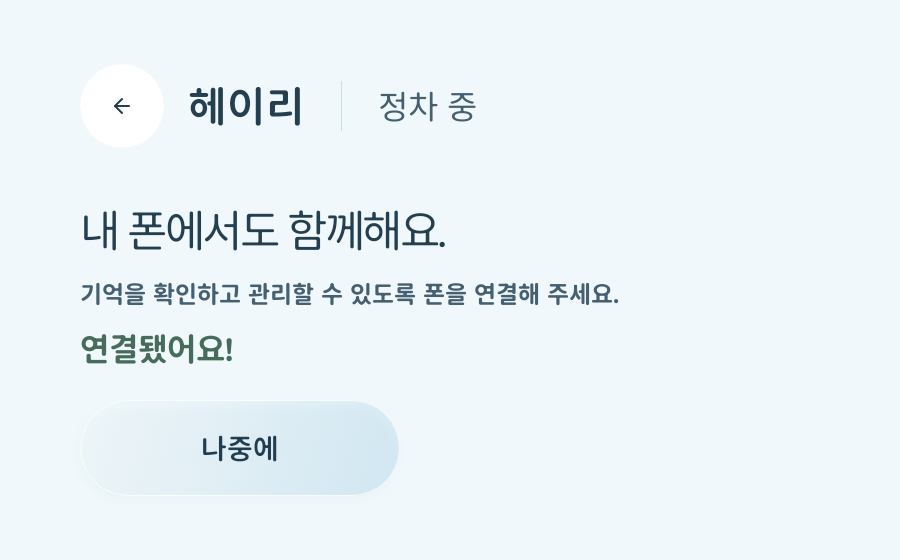 헤이리
정차 중
내 폰에서도 함께해요.
기억을 확인하고 관리할 수 있도록 폰을 연결해 주세요.
연결됐어요!
나중에